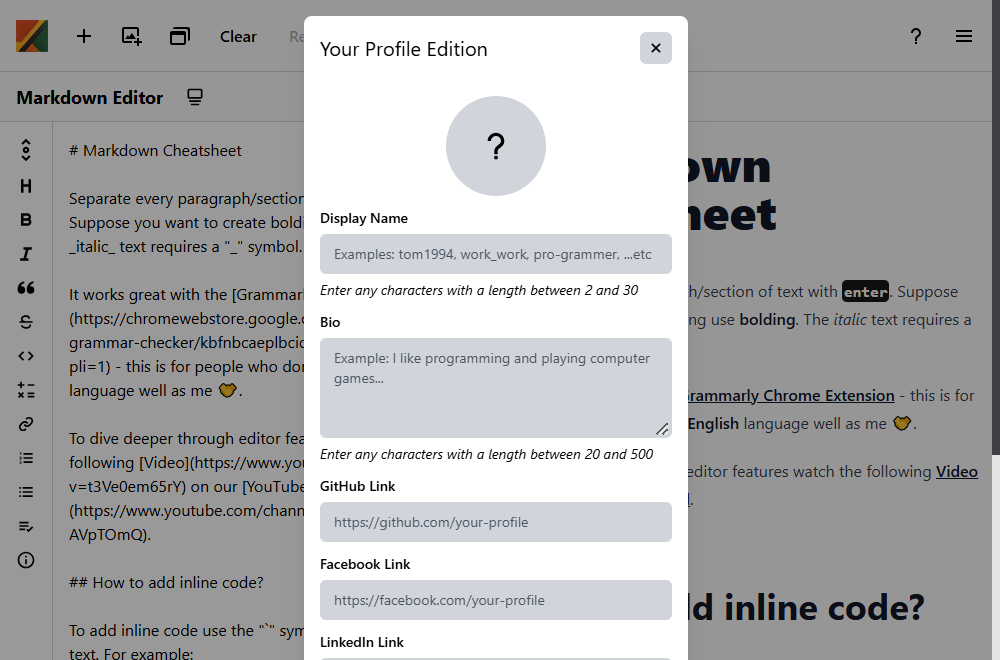 Clear
Re
Your Profile Edition
Markdown Editor
# Markdown Cheatsheet
Separate every paragraph/section
Suppose you want to create boldi
_italic_ text requires a "_" symbol.
It works great with the [Grammar
(https://chromewebstore.google.c
grammar-checker/kbfnbcaeplbcio
pli=1) - this is for people who don
language well as me 
To dive deeper through editor fea
following [Video](https://www.you
v=t3Ve0em65rY) on our [YouTube
(https://www.youtube.com/chann
AVpTOmQ).
## How to add inline code?
To add inline code use the "`" sym
text. For example:
?
Display Name
Examples: tom1994, work_work, pro-grammer, ...etc
Enter any characters with a length between 2 and 30
Bio
Example: I like programming and playing computer
games...
Enter any characters with a length between 20 and 500
GitHub Link
https://github.com/your-profile
Facebook Link
https://facebook.com/your-profile
LinkedIn Link
own
heet
h/section of text with enter. Suppose
ng use bolding. The italic text requires a
Grammarly Chrome Extension - this is for
English language well as me 
editor features watch the following Video
l.
dd inline code?